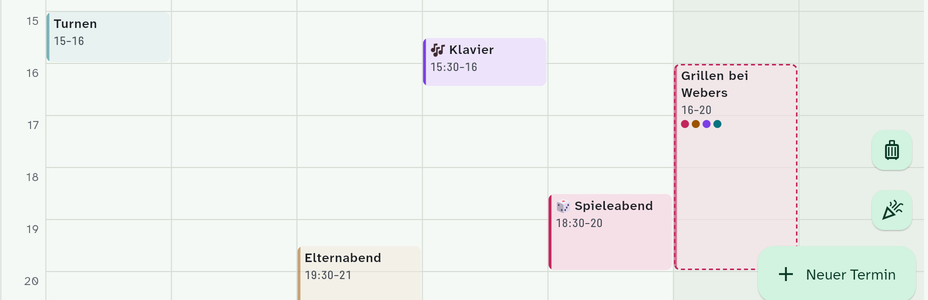 15
Turnen
15–16
🎶 Klavier
15:30–16
16
Grillen bei
Webers
16–20
17
18
🎲 Spieleabend
18:30–20
19
Elternabend
19:30–21
20
+ Neuer Termin